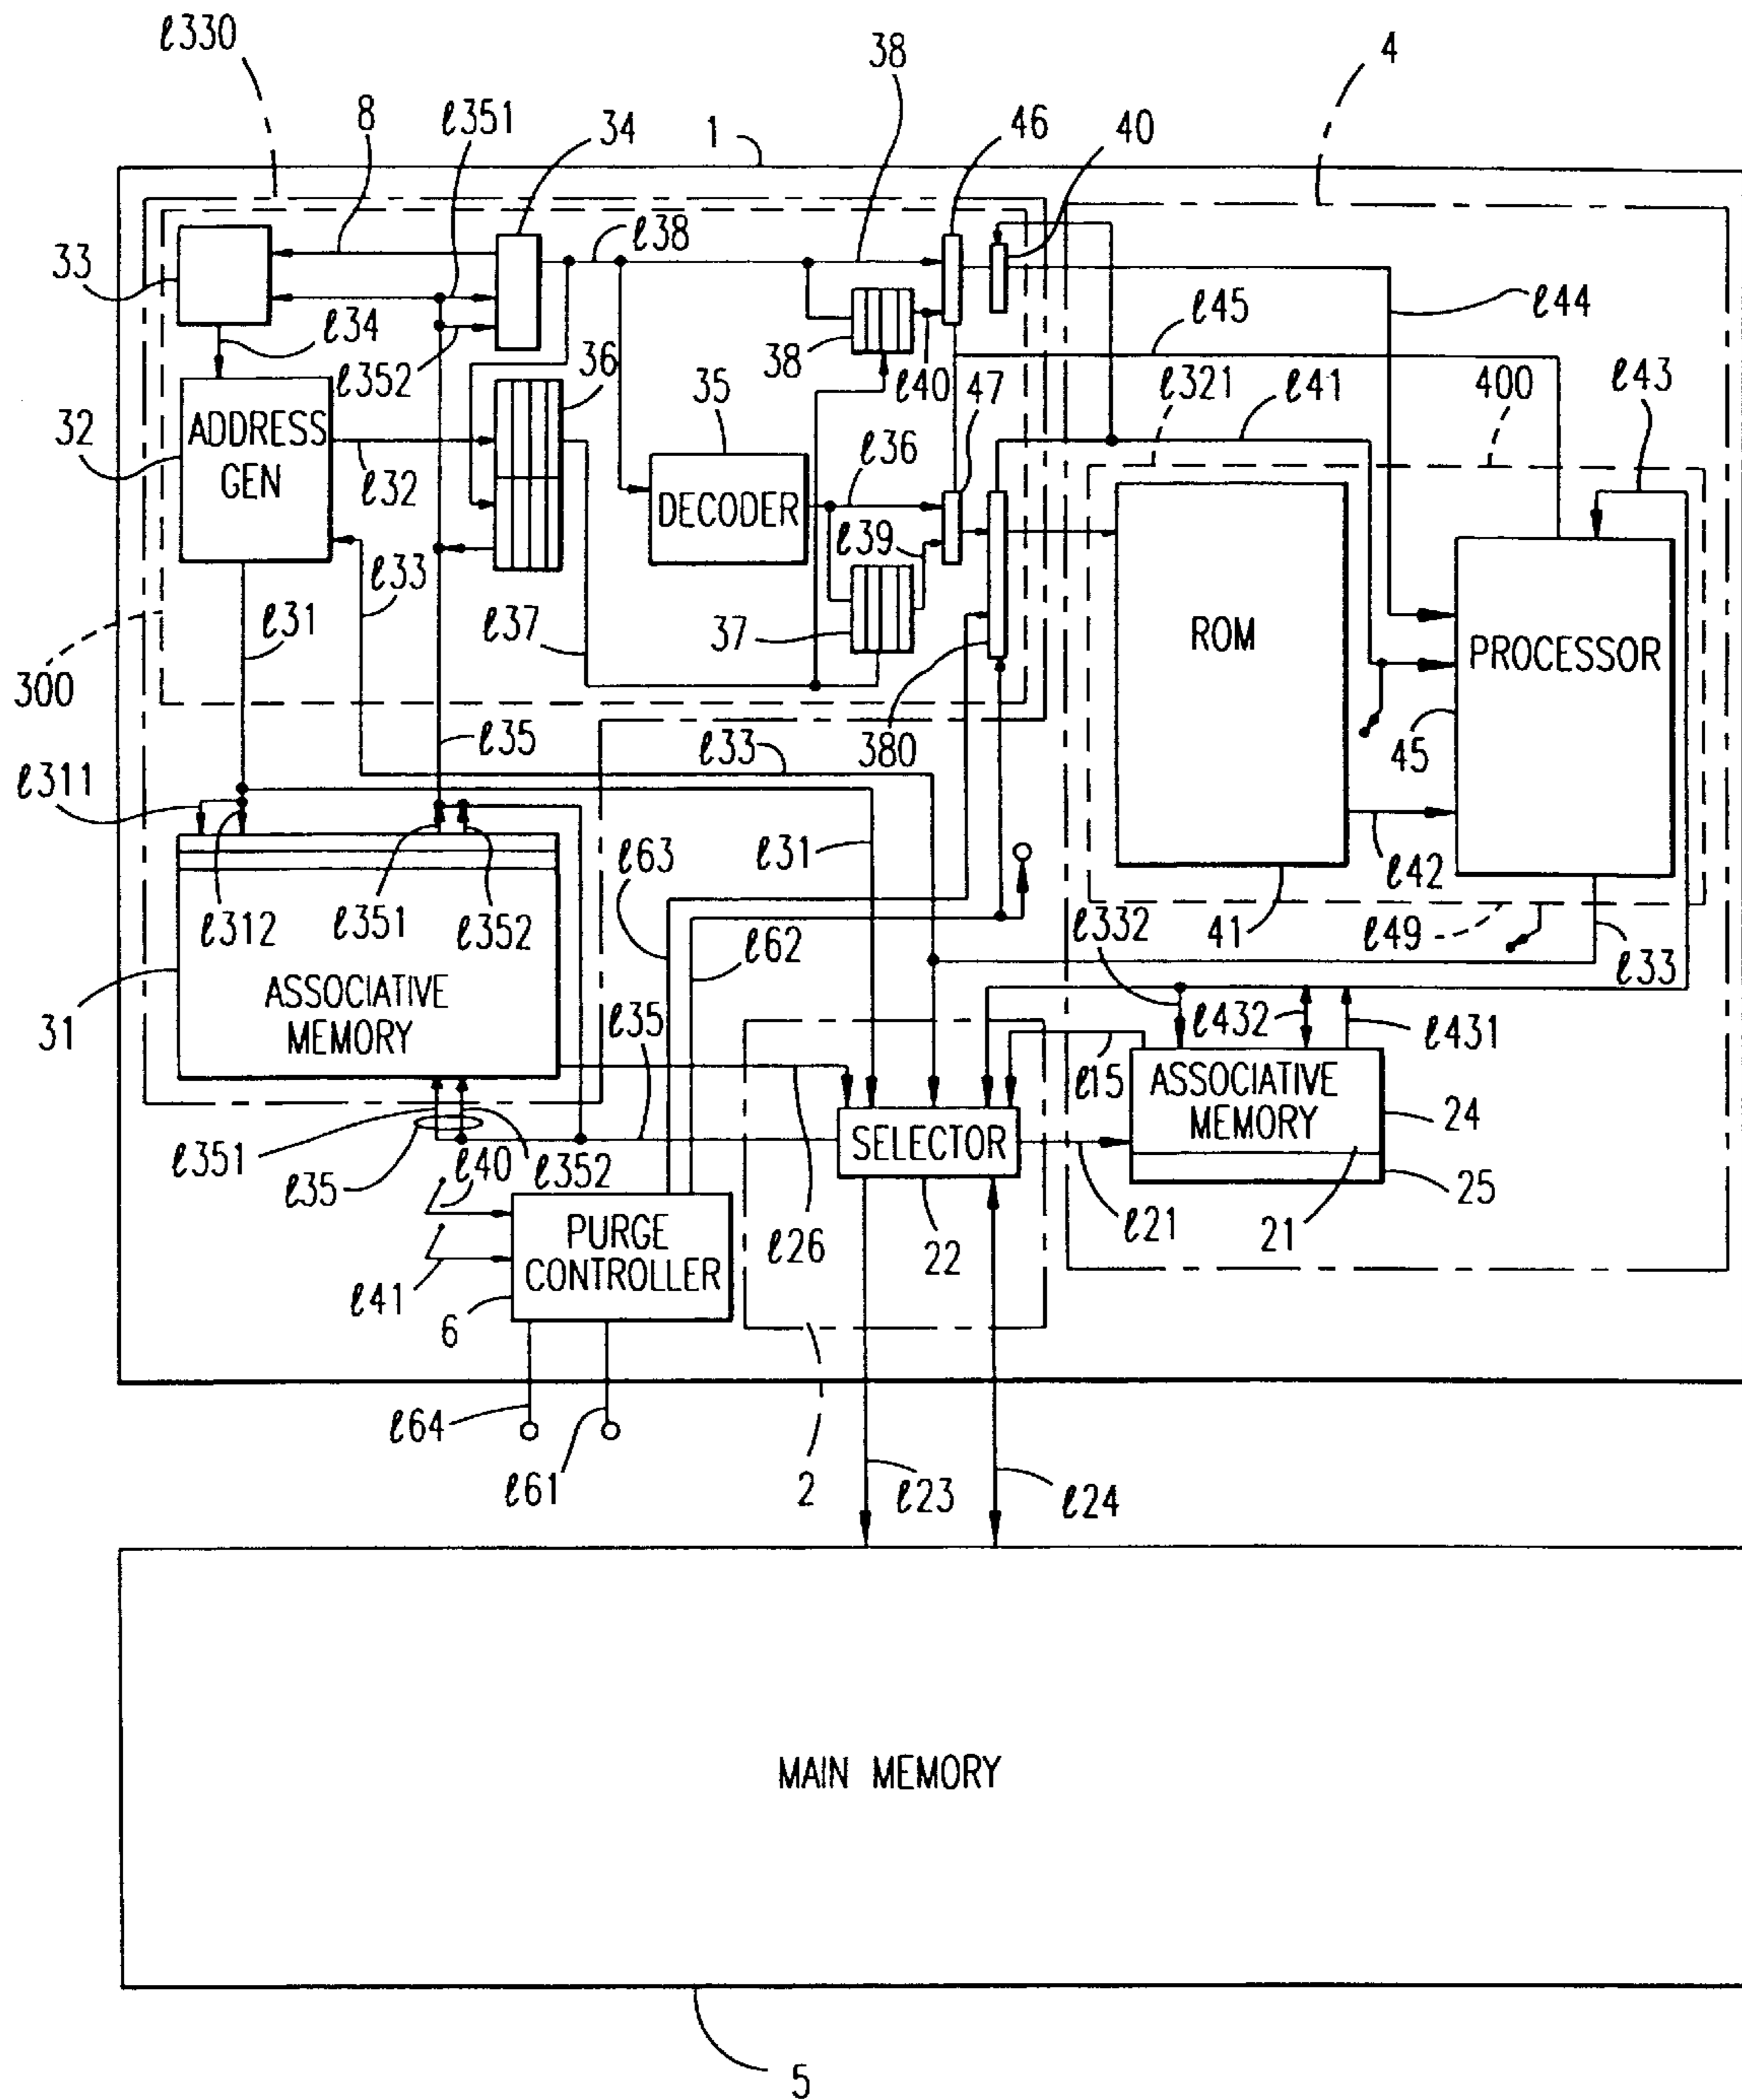 ℓ330
4
38
8
ℓ351
34
1
46
40
ℓ38
33
ℓ34
ℓ352
36
38
ℓ40
ℓ45
ℓ44
ℓ321
400
ℓ41
ℓ43
32
ADDRESS
GEN
ℓ32
35
47
ℓ36
DECODER
ℓ39
ℓ33
ℓ31
ℓ37
37
ROM
PROCESSOR
300
ℓ35
ℓ33
380
45
ℓ311
ℓ31
ℓ42
ℓ63
ℓ312
ℓ351
ℓ352
ℓ62
ℓ332
41
ℓ49
ℓ33
31
ASSOCIATIVE
MEMORY
ℓ35
ℓ432
ℓ431
ℓ15
ASSOCIATIVE
MEMORY
24
SELECTOR
ℓ351
ℓ35
ℓ40
ℓ352
25
PURGE
CONTROLLER
ℓ26
22
ℓ21
21
ℓ41
6
ℓ64
ℓ61
2
ℓ23
ℓ24
MAIN MEMORY
5